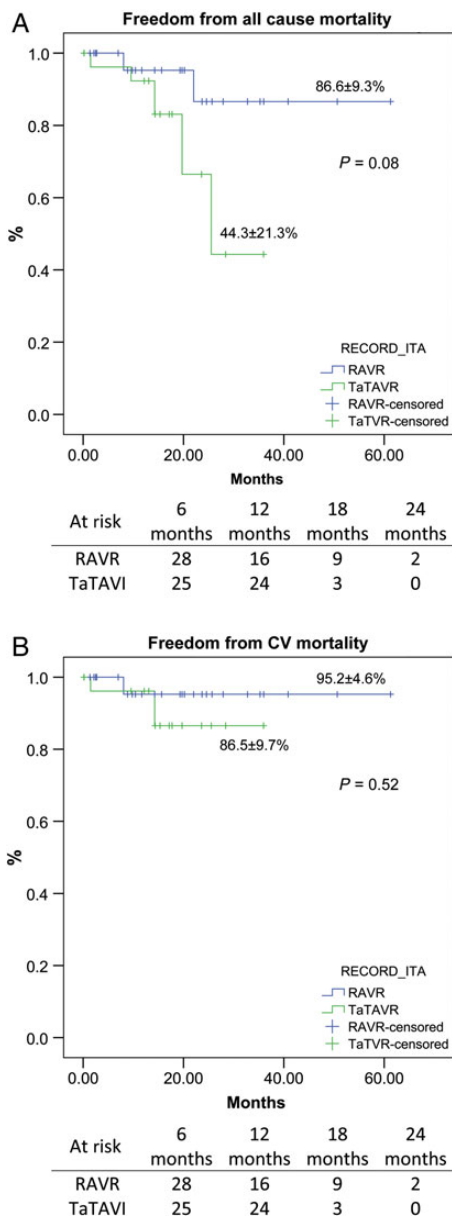 A
Freedom from all cause mortality
1.0
0.8
0.6
0.4
0.2
0.0
%
86.6±9.3%
P = 0.08
44.3±21.3%
RECORD_ITA
RAVR
TaTAVR
RAVR-censored
TaTVR-censored
0.00 20.00 40.00 60.00
Months
At risk 6 months 12 months 18 months 24 months
RAVR 28 16 9 2
TaTAVI 25 24 3 0
B
Freedom from CV mortality
1.0
0.8
0.6
0.4
0.2
0.0
%
95.2±4.6%
86.5±9.7%
P = 0.52
RECORD_ITA
RAVR
TaTAVR
RAVR-censored
TaTVR-censored
0.00 20.00 40.00 60.00
Months
At risk 6 months 12 months 18 months 24 months
RAVR 28 16 9 2
TaTAVI 25 24 3 0